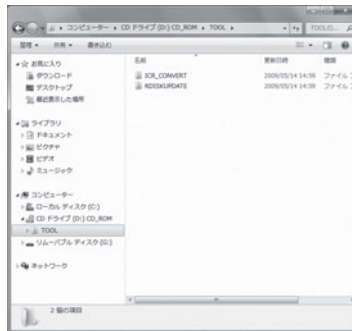 コンピューター ▸ CD ドライブ (D:) CD_ROM ▸ TOOL ▸
整理 ▾ 共有 ▾ 書き込む
名前 更新日時 種類
ICR_CONVERT 2009/05/14 14:59 ファイル
RDISKUPDATE 2009/05/14 14:59 ファイル
お気に入り
ダウンロード
デスクトップ
最近表示した場所
ライブラリ
ドキュメント
ピクチャ
ビデオ
ミュージック
コンピューター
ローカル ディスク (C:)
CD ドライブ (D:) CD_ROM
TOOL
リムーバブル ディスク (G:)
ネットワーク
2 個の項目